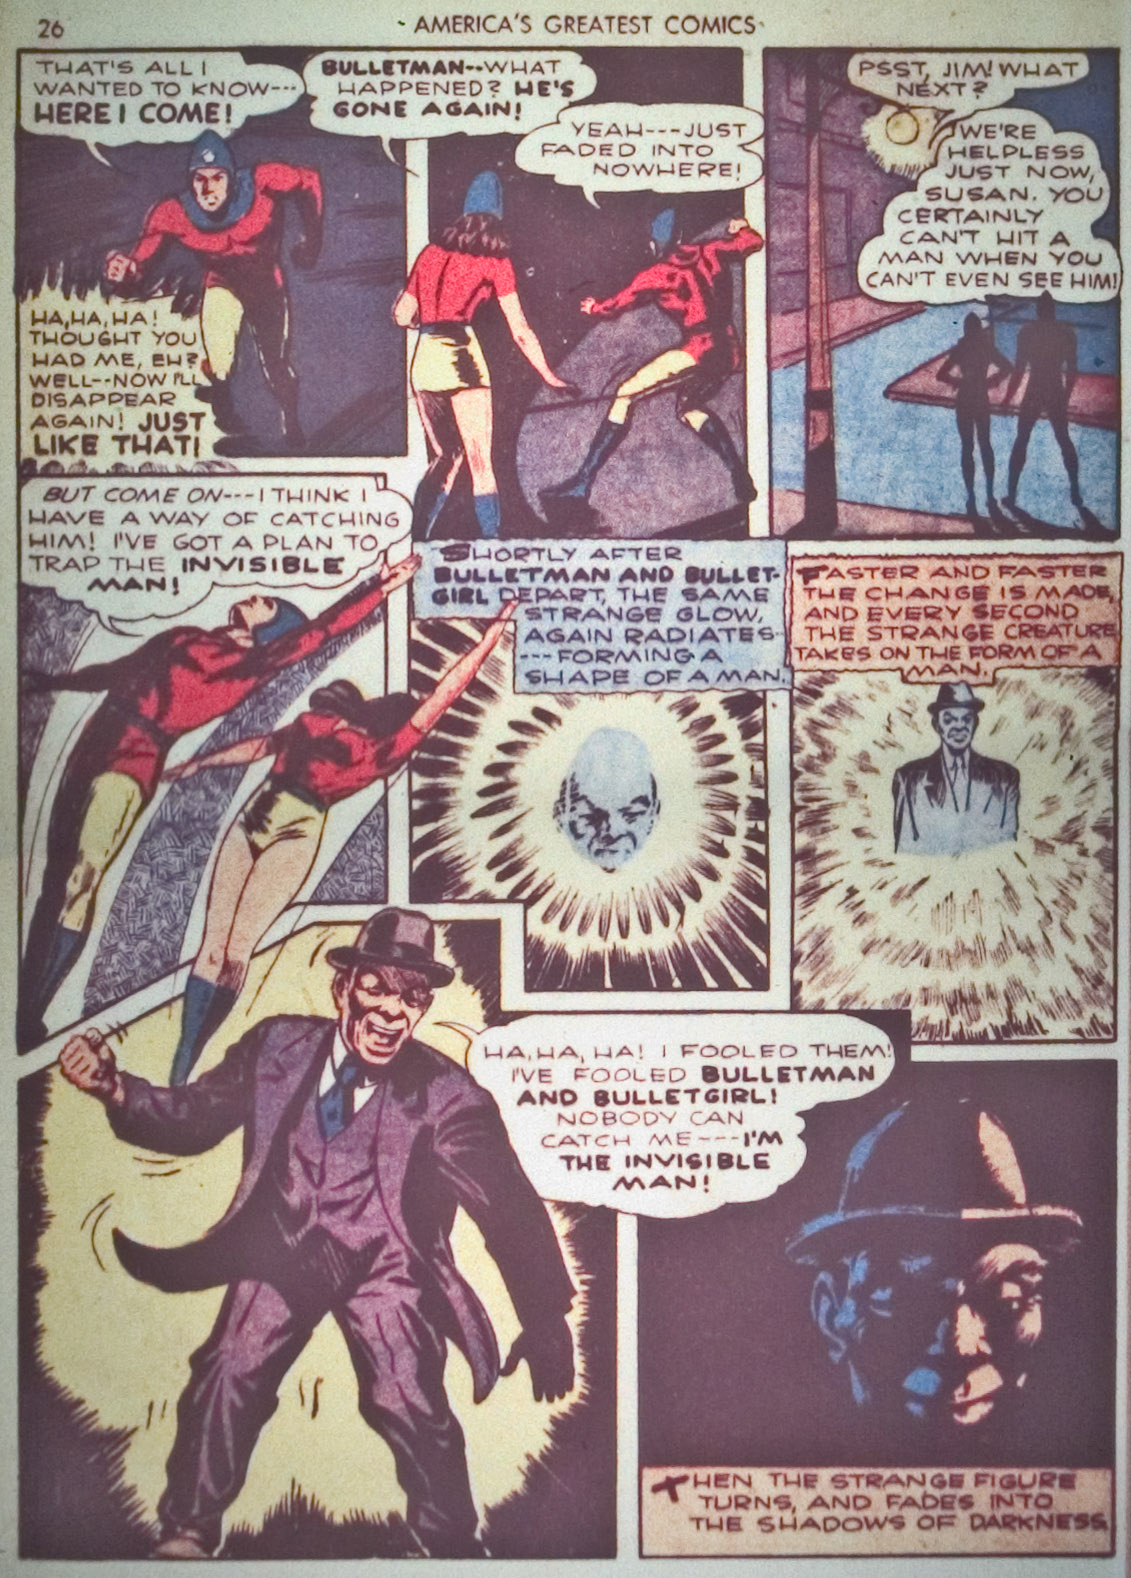 26
AMERICA'S GREATEST COMICS
THAT'S ALL I
WANTED TO KNOW---
HERE I COME!
HA, HA, HA!
THOUGHT YOU
HAD ME, EH?
WELL--NOW I'LL
DISAPPEAR
AGAIN! JUST
LIKE THAT!
BULLETMAN--WHAT
HAPPENED? HE'S
GONE AGAIN!
YEAH---JUST
FADED INTO
NOWHERE!
PSST, JIM! WHAT
NEXT?
WE'RE
HELPLESS
JUST NOW,
SUSAN. YOU
CERTAINLY
CAN'T HIT A
MAN WHEN YOU
CAN'T EVEN SEE HIM!
BUT COME ON---I THINK I
HAVE A WAY OF CATCHING
HIM! I'VE GOT A PLAN TO
TRAP THE INVISIBLE
MAN!
SHORTLY AFTER
BULLETMAN AND BULLET-
GIRL DEPART, THE SAME
STRANGE GLOW,
AGAIN RADIATES-
---FORMING A
SHAPE OF A MAN.
FASTER AND FASTER
THE CHANGE IS MADE,
AND EVERY SECOND
THE STRANGE CREATURE
TAKES ON THE FORM OF A
MAN.
HA, HA, HA! I FOOLED THEM!
I'VE FOOLED BULLETMAN
AND BULLETGIRL!
NOBODY CAN
CATCH ME---I'M
THE INVISIBLE
MAN!
THEN THE STRANGE FIGURE
TURNS, AND FADES INTO
THE SHADOWS OF DARKNESS.